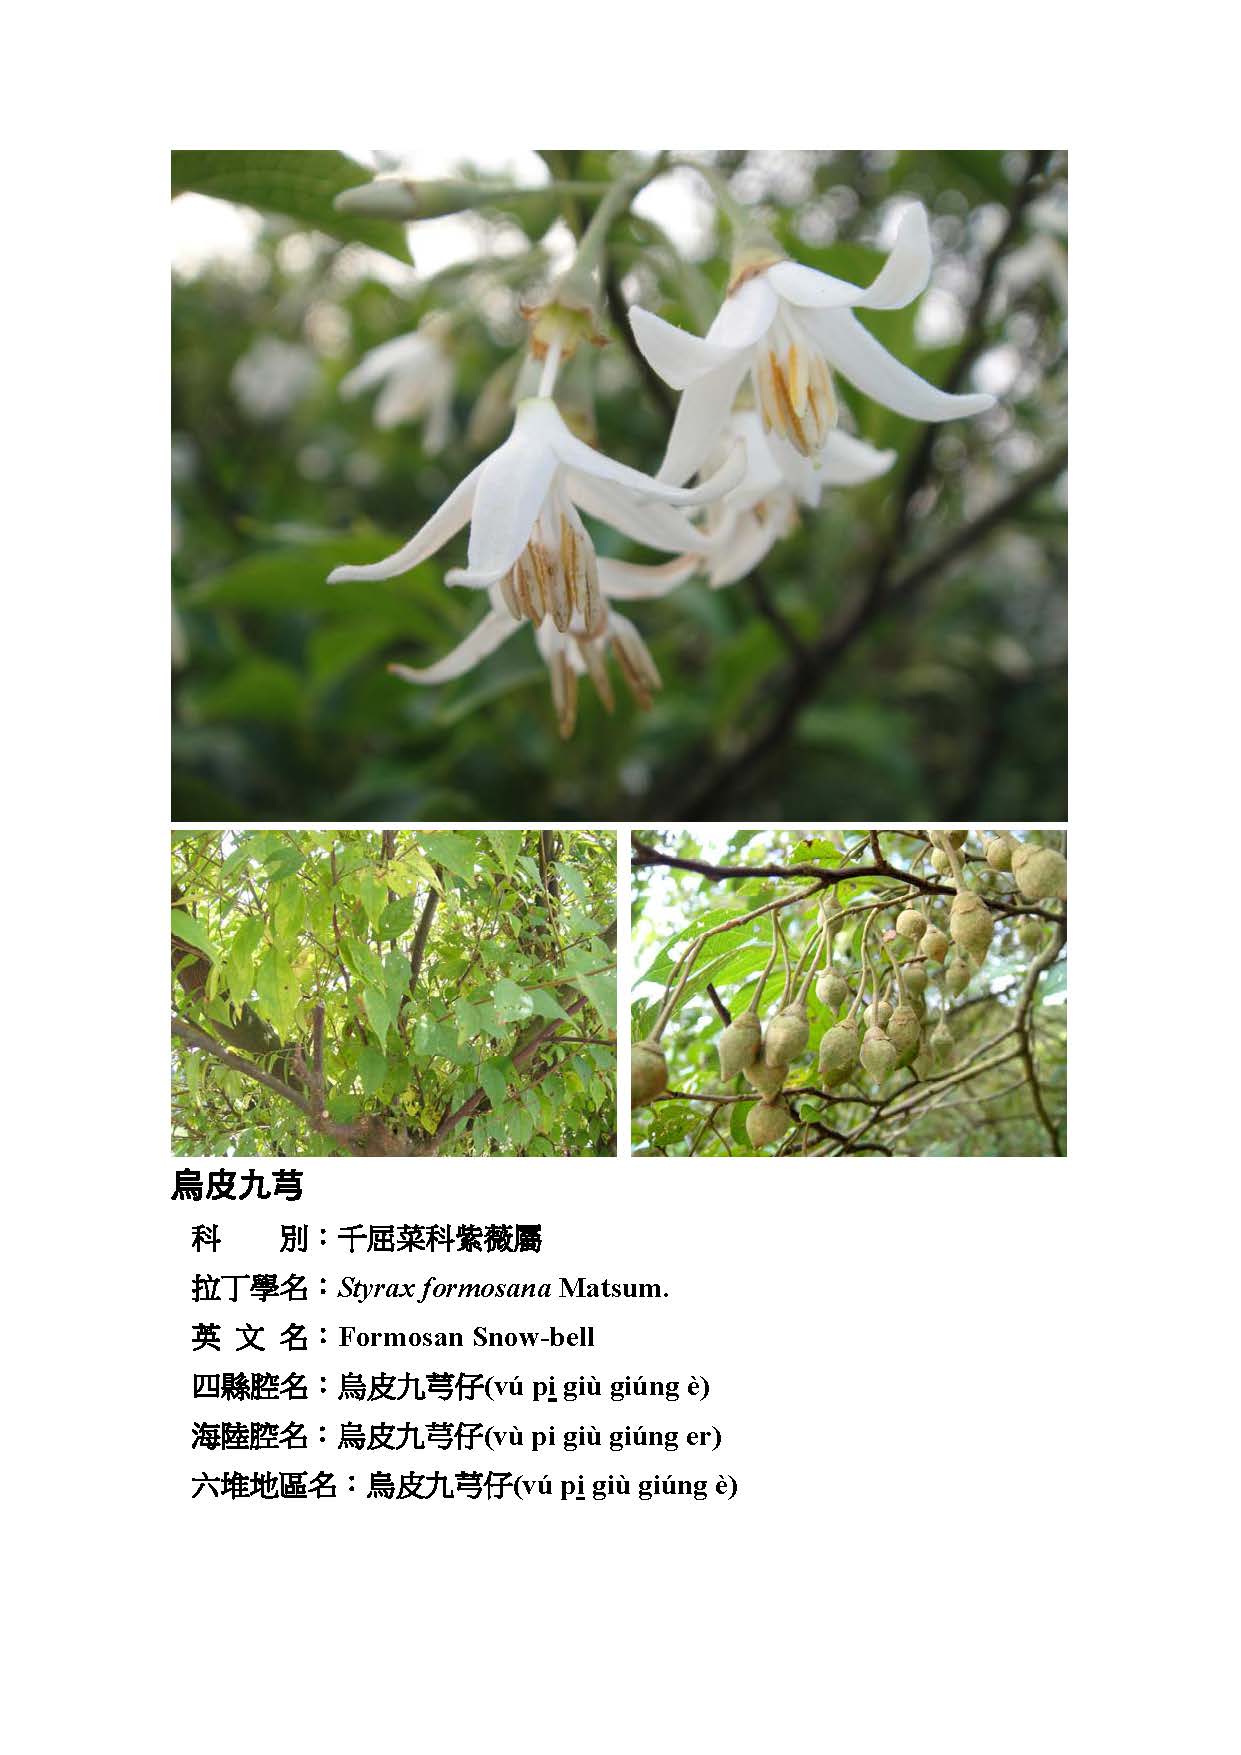 烏皮九芎
科　　別：千屈菜科紫薇屬
拉丁學名：Styrax formosana Matsum.
英 文 名：Formosan Snow-bell
四縣腔名：烏皮九芎仔(vú pi giù giúng è)
海陸腔名：烏皮九芎仔(vù pi giù giúng er)
六堆地區名：烏皮九芎仔(vú pi giù giúng è)